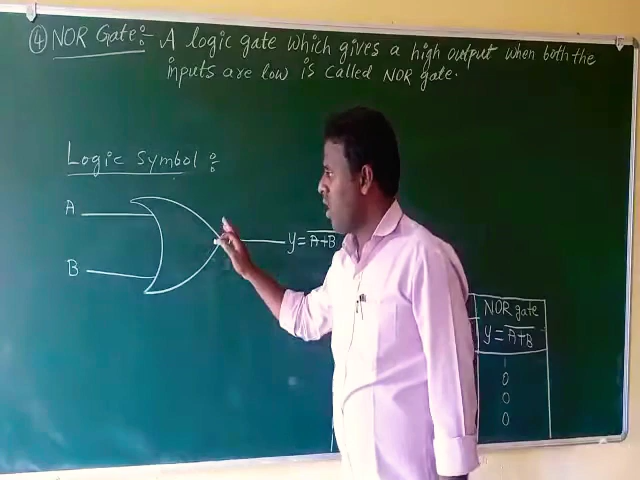 ④ NOR Gate:- A logic gate which gives a high output when both the
inputs are low is called NOR gate.
Logic Symbol :-
A
B
y = A̅+̅B̅
NOR gate
y = A̅+̅B̅
1
0
0
0